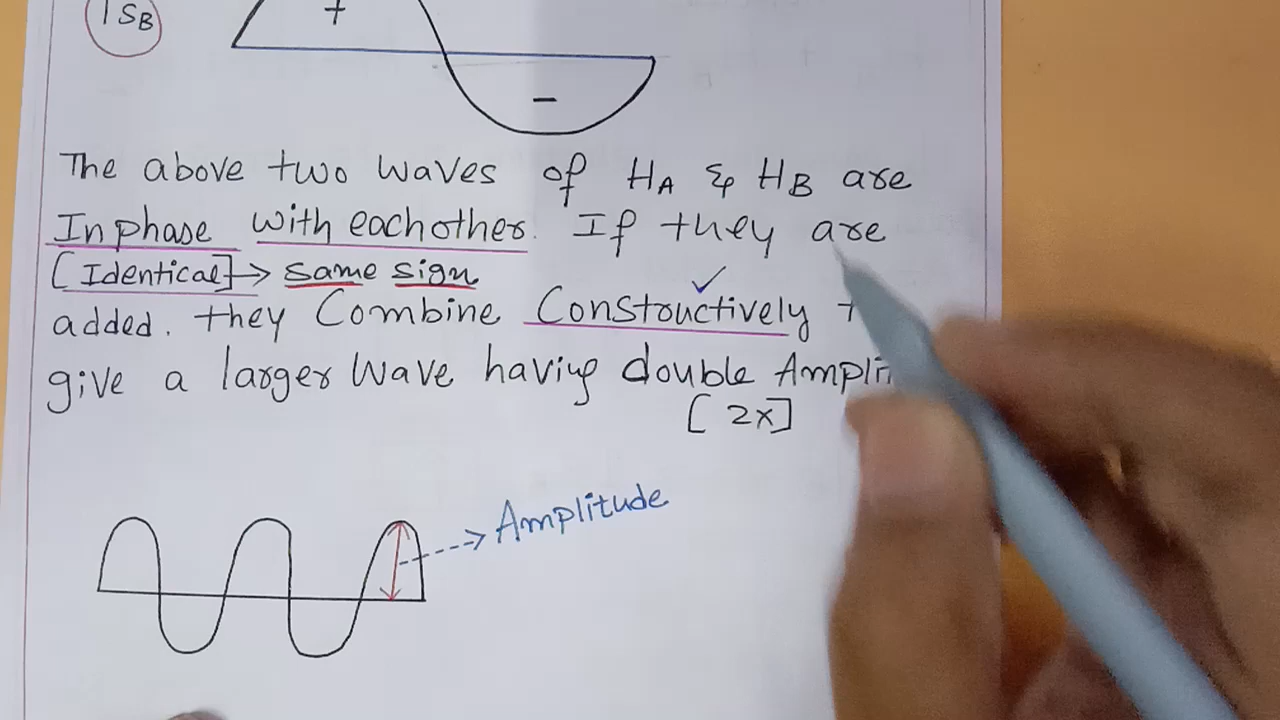 1SB
+
−
The above two waves of HA & HB are
Inphase with eachother. If they are
[Identical] → same sign
added. they Combine Constructively
give a larger wave having double
[2x]
Amplitude